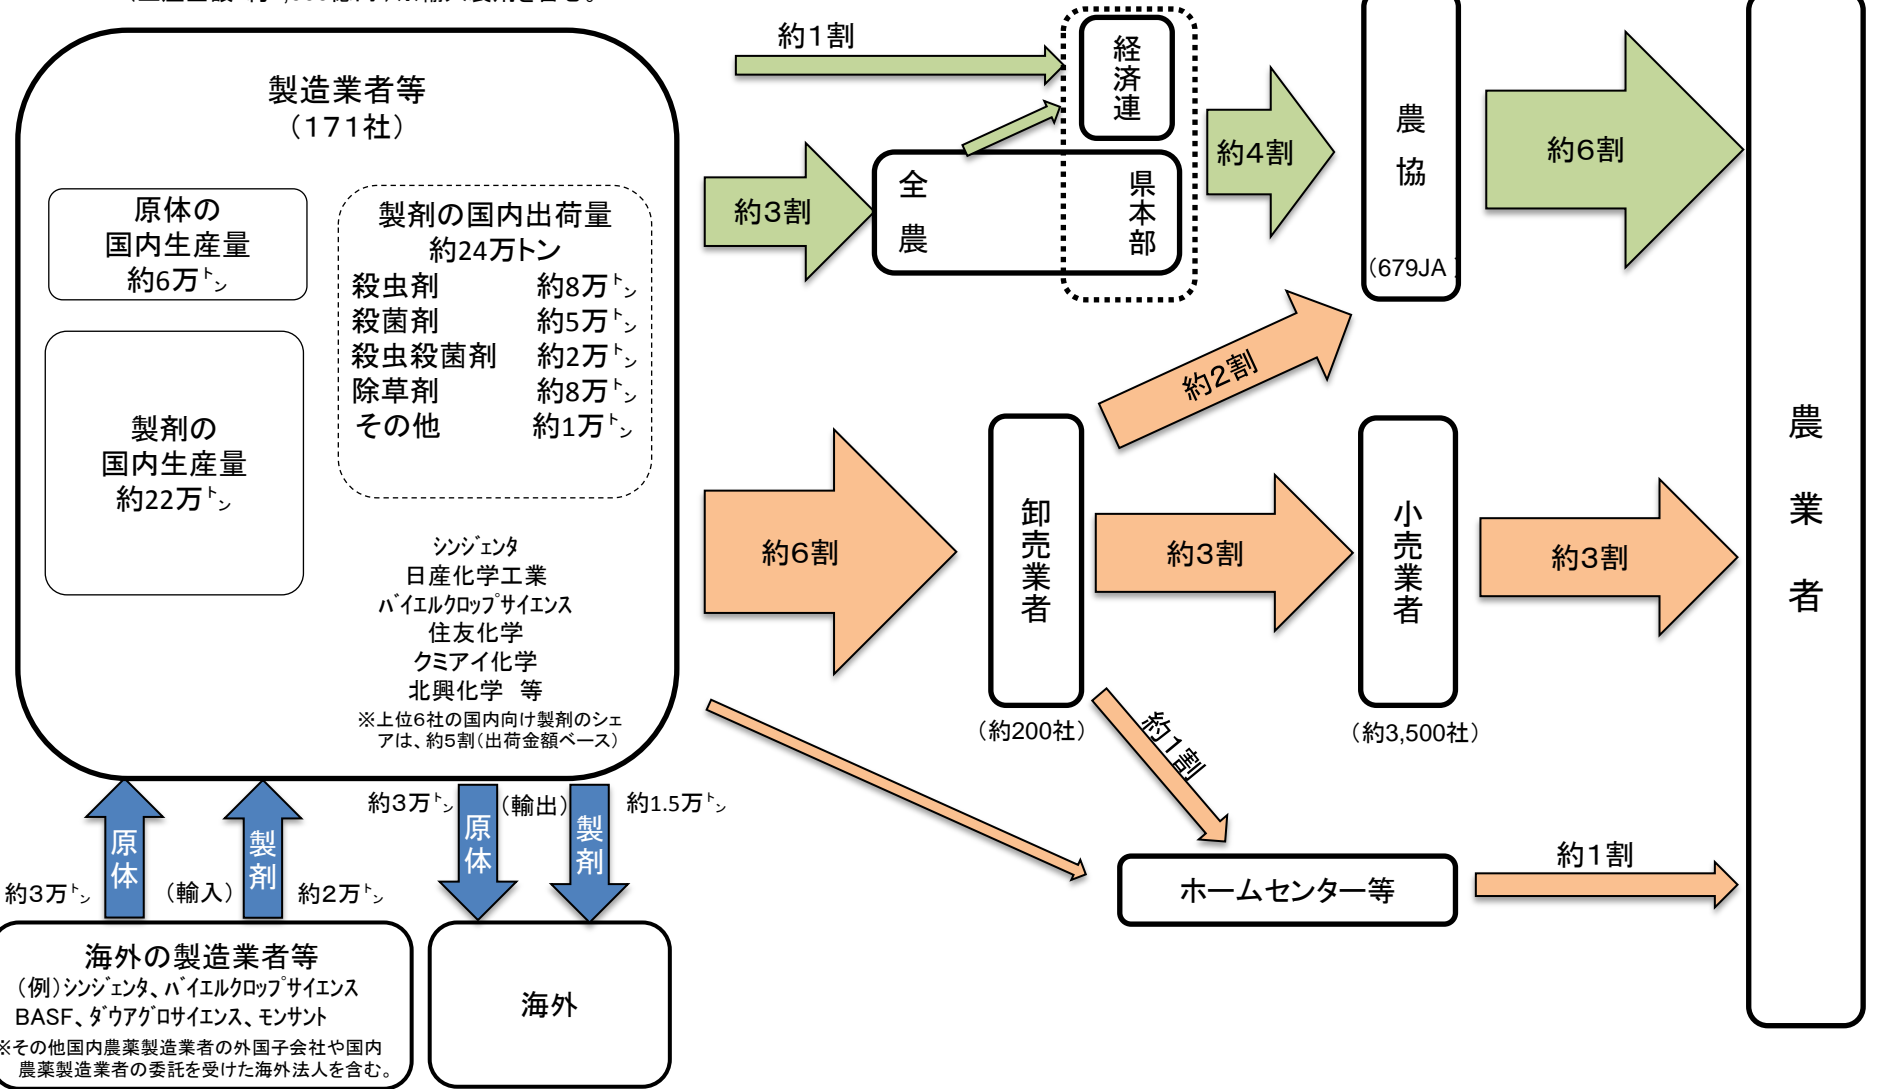 製造業者等
（１７１社）
原体の
国内生産量
約6万㌧
製剤の
国内生産量
約22万㌧
製剤の国内出荷量
約24万トン
殺虫剤　約8万㌧
殺菌剤　約5万㌧
殺虫殺菌剤　約2万㌧
除草剤　約8万㌧
その他　約1万㌧
ｼﾝｼﾞｪﾝﾀ
日産化学工業
ﾊﾞｲｴﾙｸﾛｯﾌﾟｻｲｴﾝｽ
住友化学
クミアイ化学
北興化学　等
※上位6社の国内向け製剤のシェ
アは、約5割（出荷金額ベース）
約1割
経済連
約3割
全農
県本部
約4割
農協
（679JA）
約6割
約2割
約6割
卸売業者
（約200社）
約3割
小売業者
（約3,500社）
約3割
約1割
ホームセンター等
約1割
農業者
約3万㌧
原体
（輸入）
製剤
約2万㌧
約3万㌧
原体
（輸出）
製剤
約1.5万㌧
海外の製造業者等
（例）ｼﾝｼﾞｪﾝﾀ、ﾊﾞｲｴﾙｸﾛｯﾌﾟｻｲｴﾝｽ
BASF、ﾀﾞｳｱｸﾞﾛｻｲｴﾝｽ、ﾓﾝｻﾝﾄ
※その他国内農薬製造業者の外国子会社や国内
農薬製造業者の委託を受けた海外法人を含む。
海外